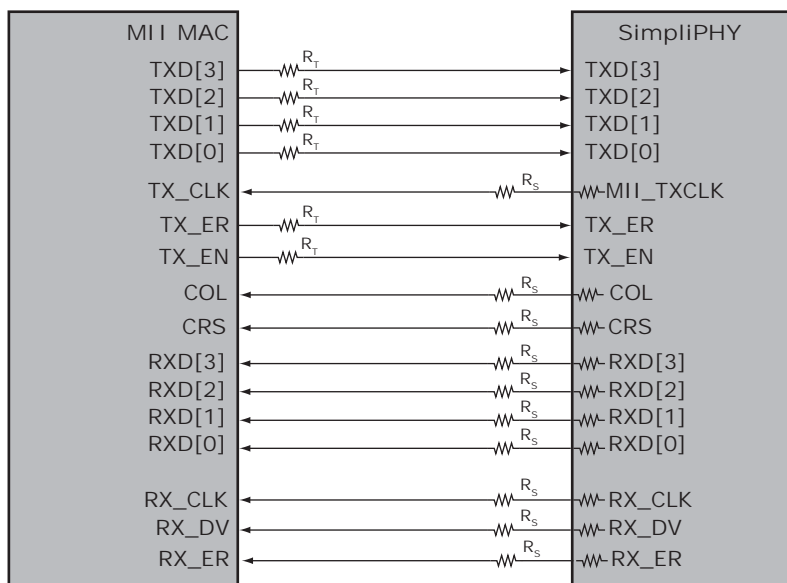 MII MAC SimpliPHY
TXD[3] R_T TXD[3]
TXD[2] R_T TXD[2]
TXD[1] R_T TXD[1]
TXD[0] R_T TXD[0]
TX_CLK R_S MII_TXCLK
TX_ER R_T TX_ER
TX_EN R_T TX_EN
COL R_S COL
CRS R_S CRS
RXD[3] R_S RXD[3]
RXD[2] R_S RXD[2]
RXD[1] R_S RXD[1]
RXD[0] R_S RXD[0]
RX_CLK R_S RX_CLK
RX_DV R_S RX_DV
RX_ER R_S RX_ER